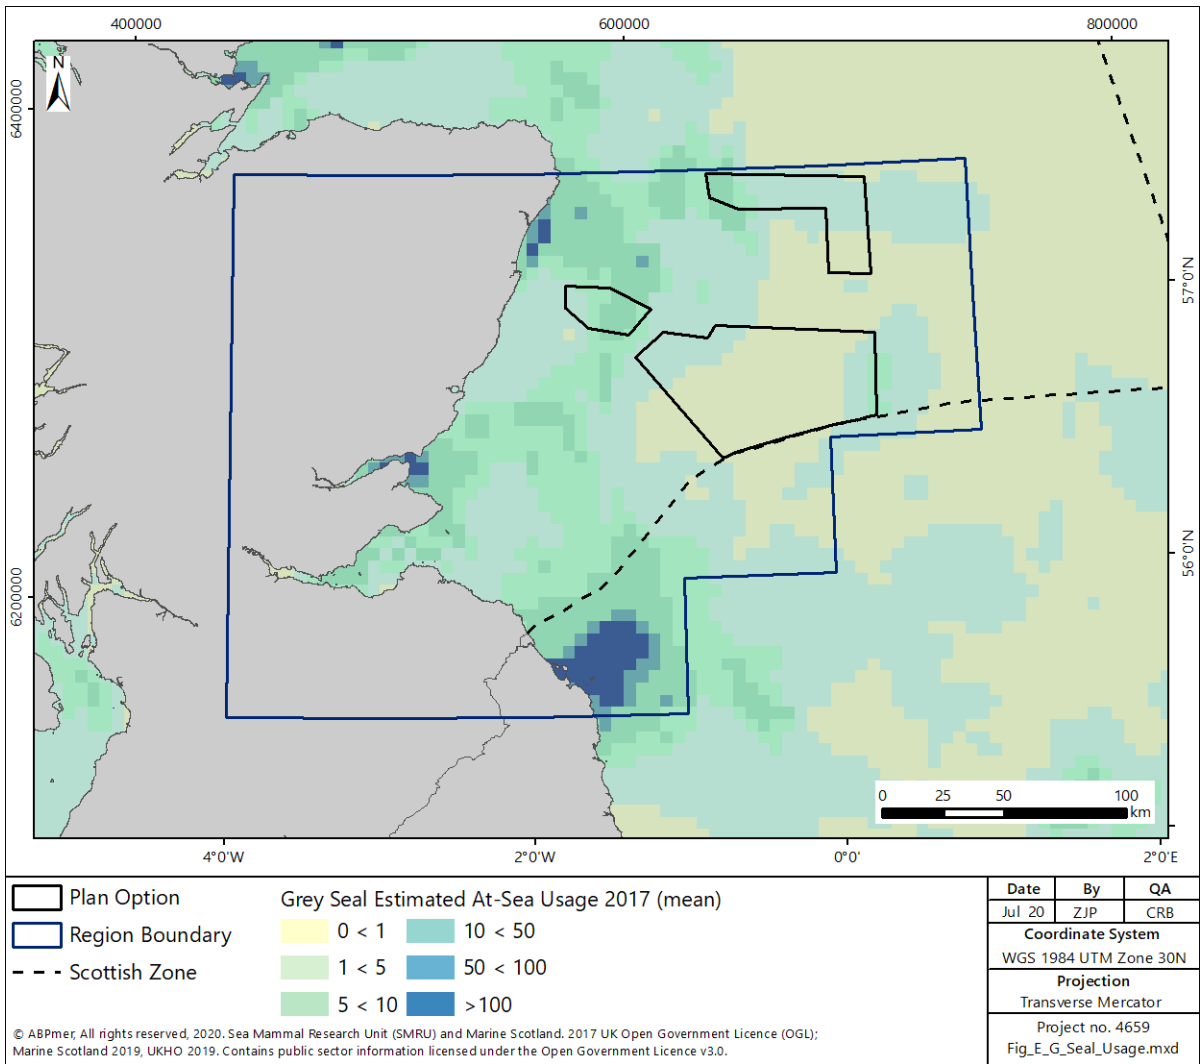 400000
600000
800000
N
6400000
6200000
57°0'N
56°0'N
0
25
50
100
km
4°0'W
2°0'W
0°0'
2°0'E
Plan Option
Region Boundary
Scottish Zone
Grey Seal Estimated At-Sea Usage 2017 (mean)
0 < 1
10 < 50
1 < 5
50 < 100
5 < 10
>100
Date By QA
Jul 20 ZJP CRB
Coordinate System
WGS 1984 UTM Zone 30N
Projection
Transverse Mercator
Project no. 4659
Fig_E_G_Seal_Usage.mxd
© ABPmer, All rights reserved, 2020. Sea Mammal Research Unit (SMRU) and Marine Scotland. 2017 UK Open Government Licence (OGL);
Marine Scotland 2019, UKHO 2019. Contains public sector information licensed under the Open Government Licence v3.0.